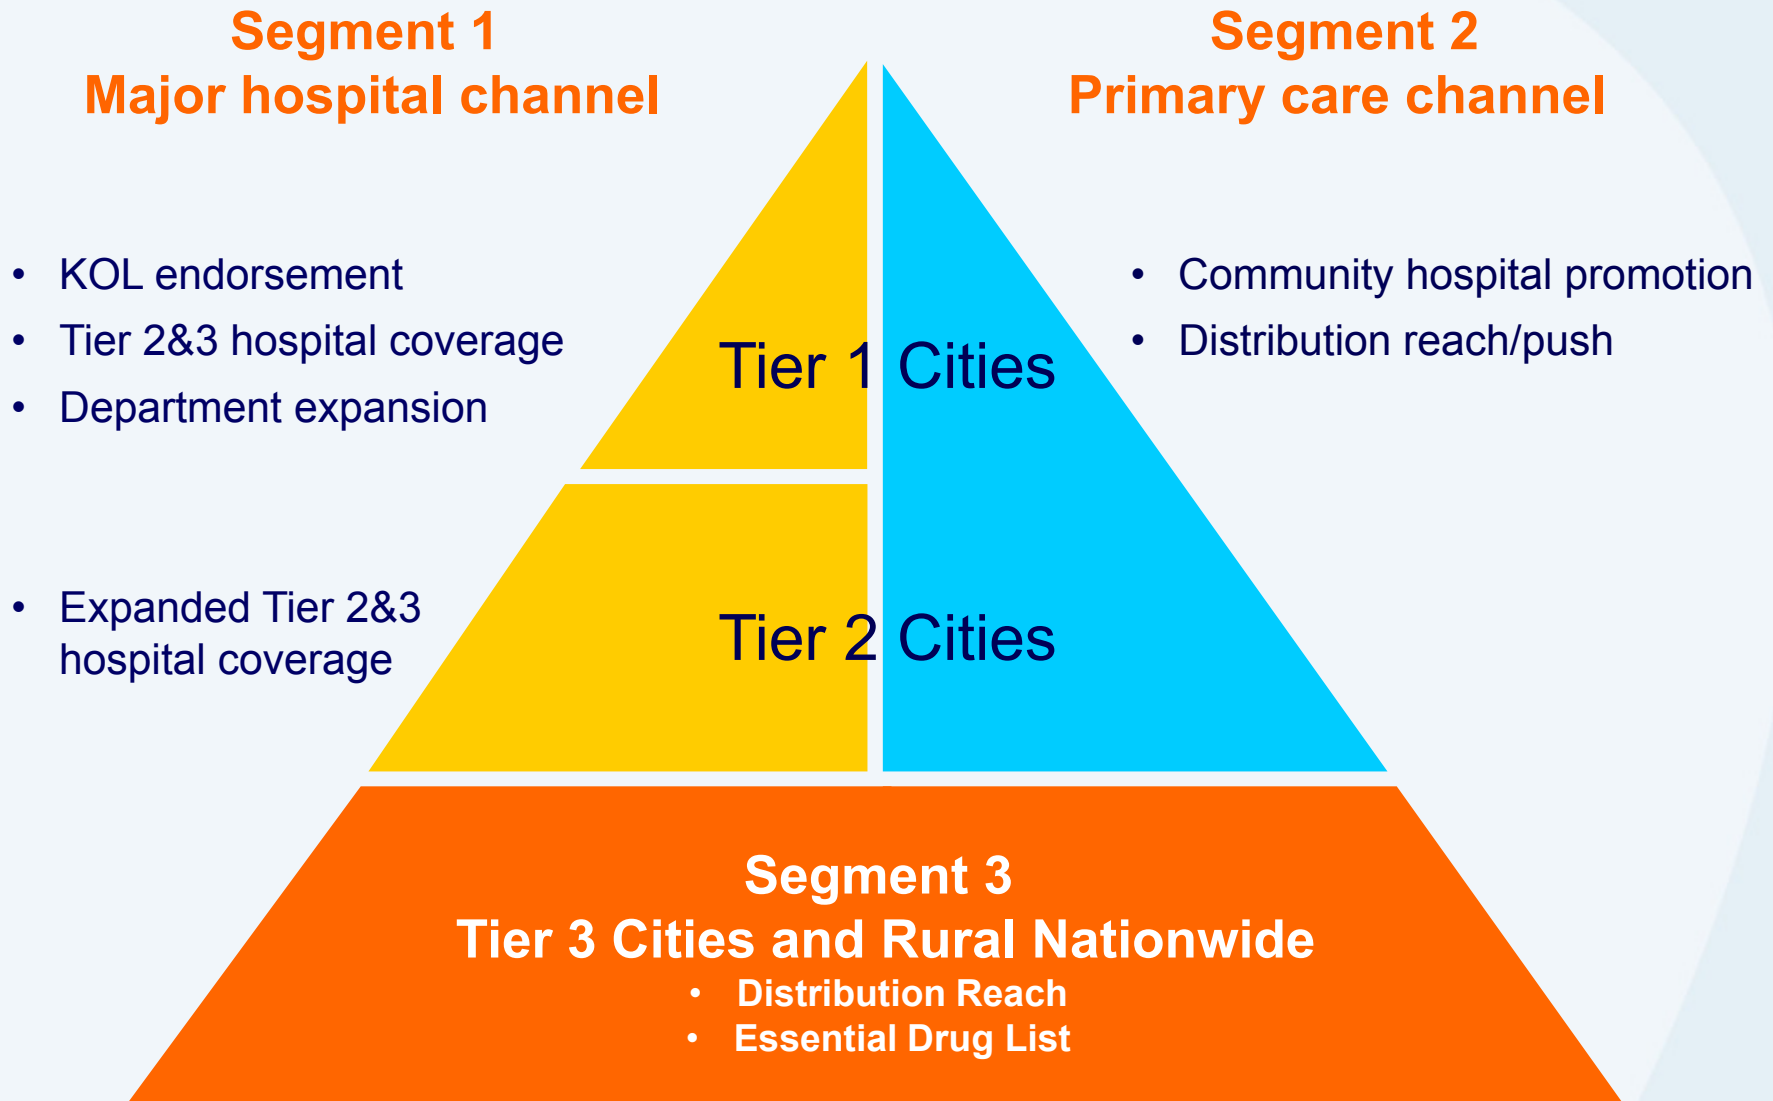 Segment 1
Major hospital channel
Segment 2
Primary care channel
• KOL endorsement
• Tier 2&3 hospital coverage
• Department expansion
• Community hospital promotion
• Distribution reach/push
Tier 1 Cities
• Expanded Tier 2&3
hospital coverage
Tier 2 Cities
Segment 3
Tier 3 Cities and Rural Nationwide
• Distribution Reach
• Essential Drug List